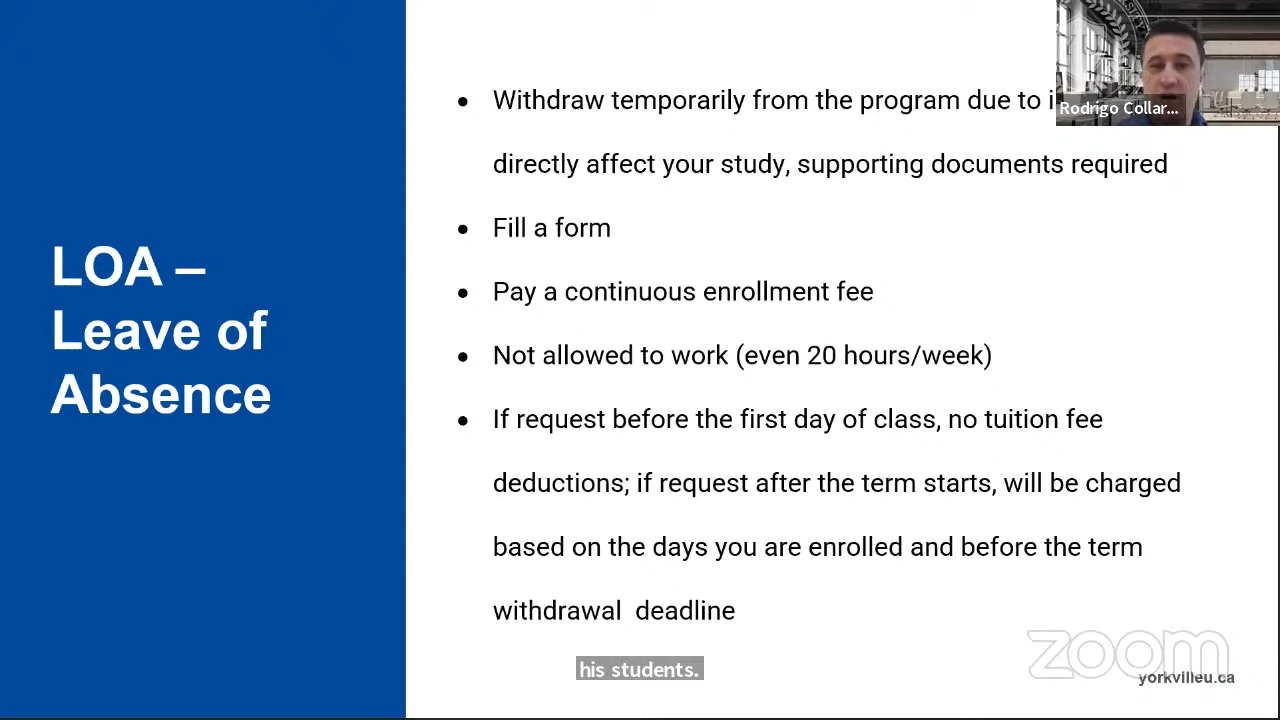 LOA –
Leave of
Absence
Withdraw temporarily from the program due to
directly affect your study, supporting documents required
Fill a form
Pay a continuous enrollment fee
Not allowed to work (even 20 hours/week)
If request before the first day of class, no tuition fee
deductions; if request after the term starts, will be charged
based on the days you are enrolled and before the term
withdrawal deadline
Rodrigo Collar...
his students.
zoom
yorkvilleu.ca